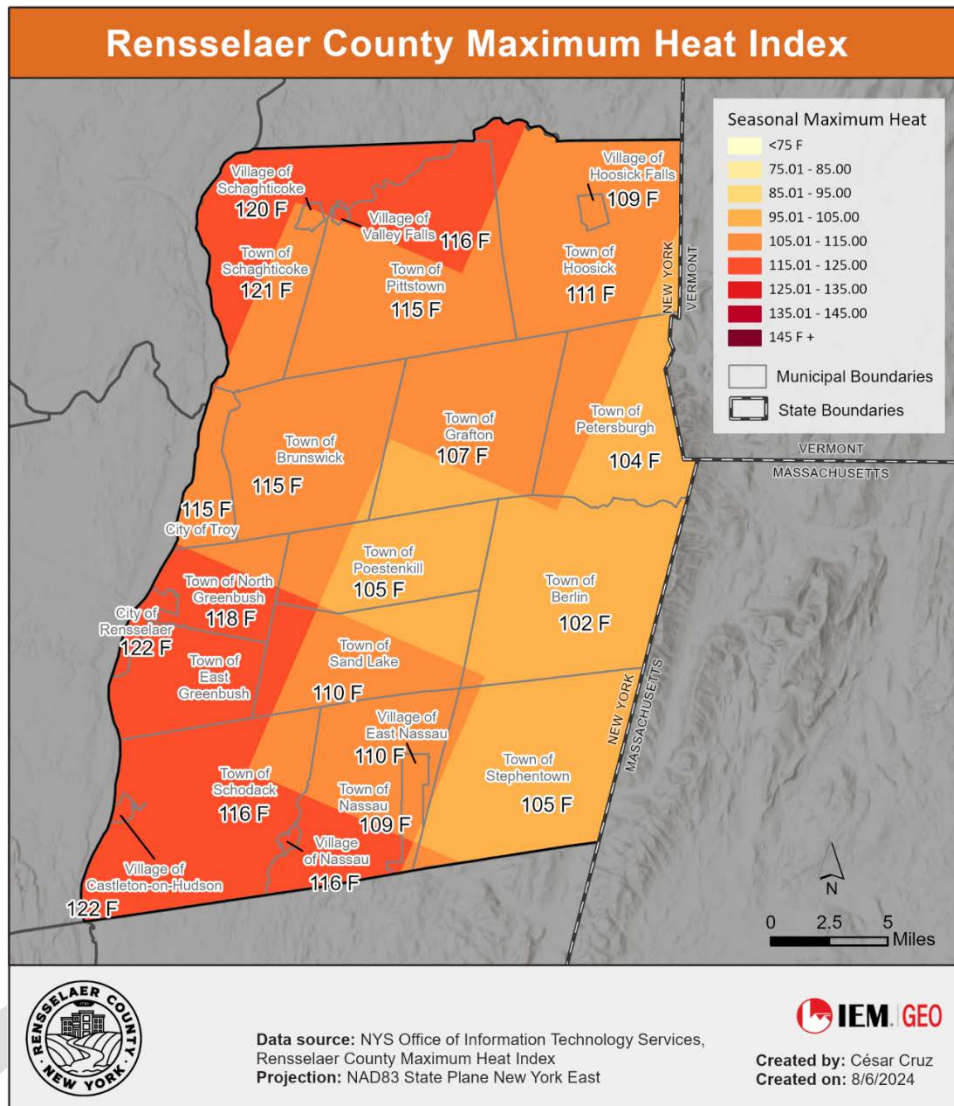 Rensselaer County Maximum Heat Index
Seasonal Maximum Heat
<75 F
75.01 - 85.00
85.01 - 95.00
95.01 - 105.00
105.01 - 115.00
115.01 - 125.00
125.01 - 135.00
135.01 - 145.00
145 F +
Municipal Boundaries
State Boundaries
Village of
Schaghticoke
120 F
Village of
Valley Falls
116 F
Village of
Hoosick Falls
109 F
Town of
Schaghticoke
121 F
Town of
Pittstown
115 F
Town of
Hoosick
111 F
NEW YORK
VERMONT
Town of
Brunswick
115 F
Town of
Grafton
107 F
Town of
Petersburgh
104 F
VERMONT
MASSACHUSETTS
115 F
City of Troy
Town of North
Greenbush
118 F
Town of
Poestenkill
105 F
Town of
Berlin
102 F
City of
Rensselaer
122 F
Town of
East
Greenbush
Town of
Sand Lake
110 F
NEW YORK
MASSACHUSETTS
Village of
East Nassau
110 F
Town of
Schodack
116 F
Town of
Nassau
109 F
Town of
Stephentown
105 F
Village of
Castleton-on-Hudson
122 F
Village
of Nassau
116 F
N
0 2.5 5
Miles
RENSSELAER COUNTY
NEW YORK
Data source: NYS Office of Information Technology Services,
Rensselaer County Maximum Heat Index
Projection: NAD83 State Plane New York East
IEM GEO
Created by: César Cruz
Created on: 8/6/2024